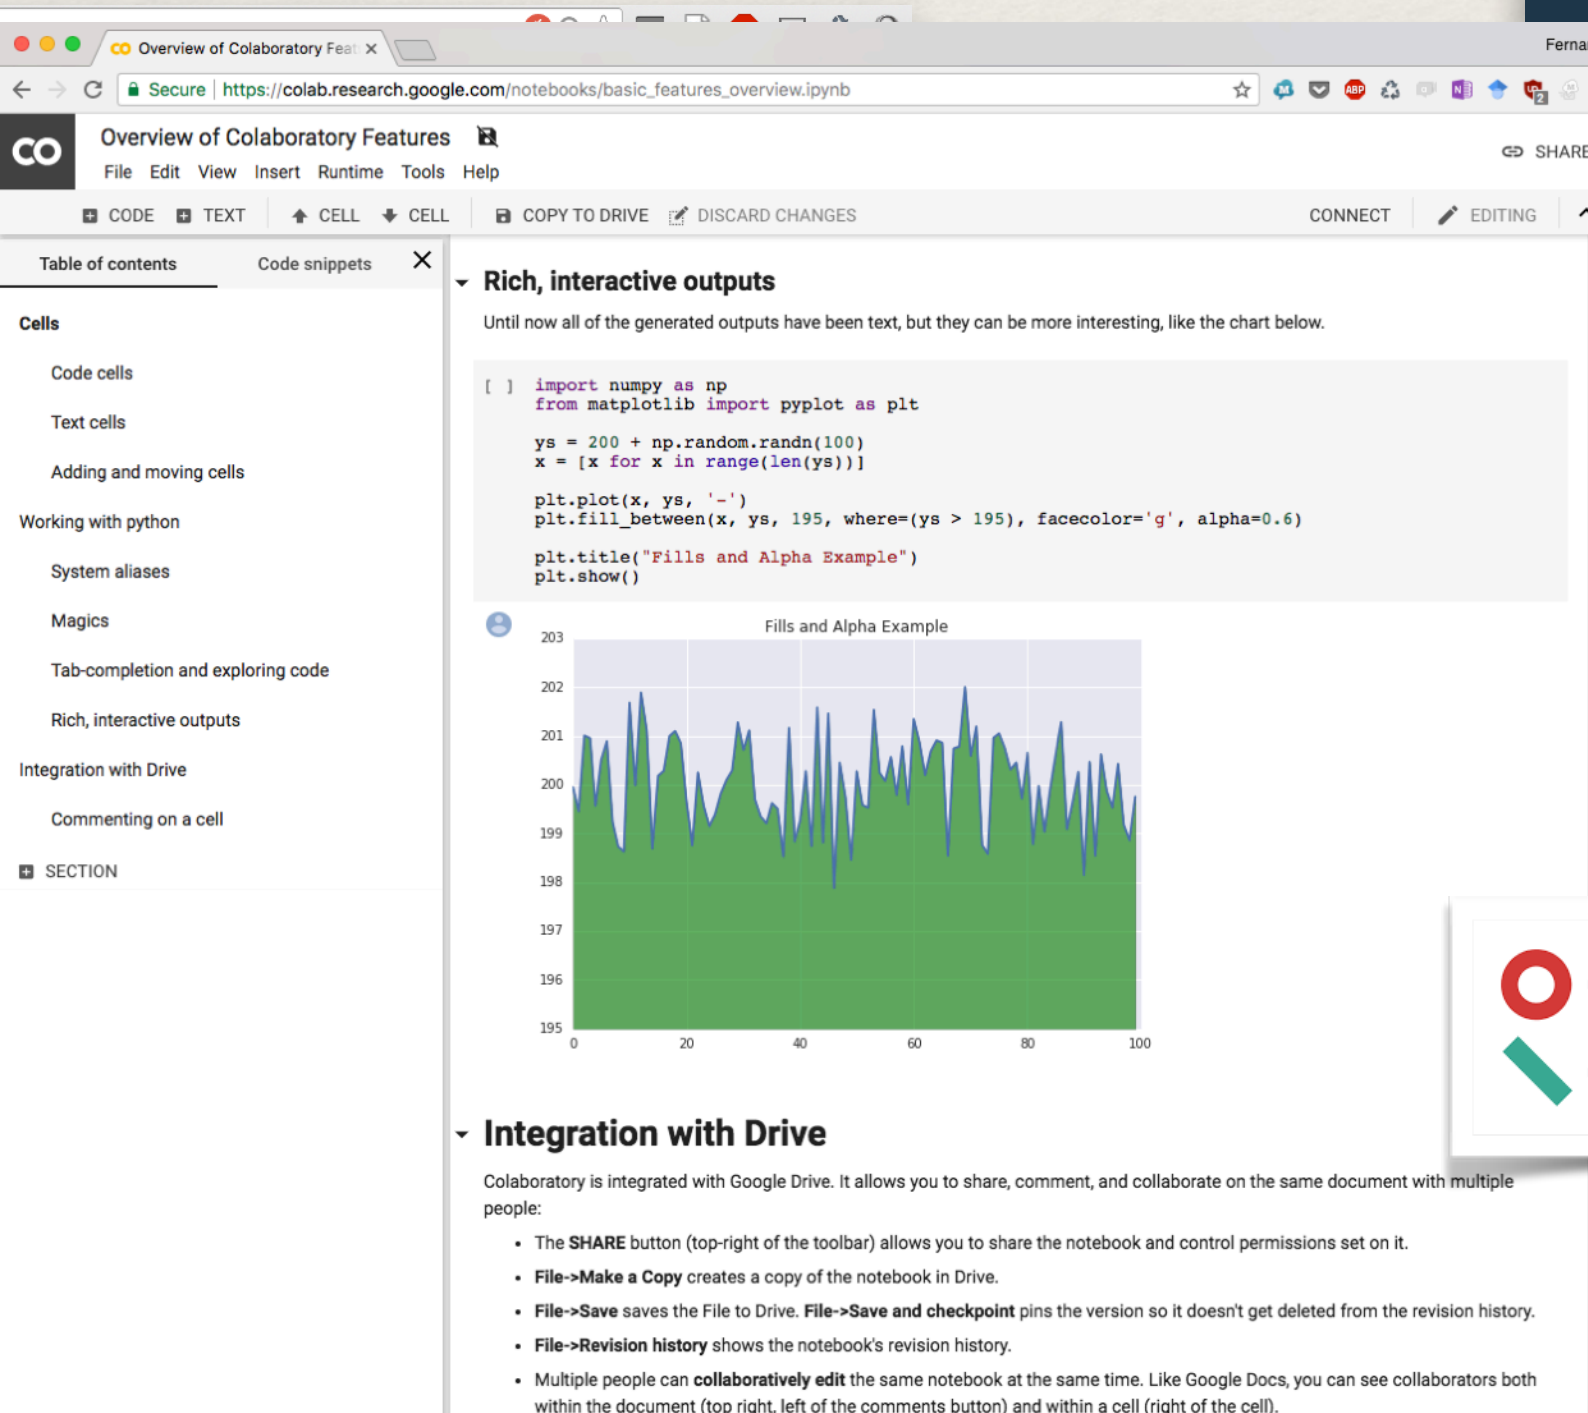 Overview of Colaboratory Feat
Ferna
Secure | https://colab.research.google.com/notebooks/basic_features_overview.ipynb
ABP
2
CO
Overview of Colaboratory Features
SHARE
File Edit View Insert Runtime Tools Help
CODE TEXT CELL CELL COPY TO DRIVE DISCARD CHANGES CONNECT EDITING
Table of contents Code snippets
Cells
Code cells
Text cells
Adding and moving cells
Working with python
System aliases
Magics
Tab-completion and exploring code
Rich, interactive outputs
Integration with Drive
Commenting on a cell
SECTION
Rich, interactive outputs
Until now all of the generated outputs have been text, but they can be more interesting, like the chart below.
[ ] import numpy as np
from matplotlib import pyplot as plt
ys = 200 + np.random.randn(100)
x = [x for x in range(len(ys))]
plt.plot(x, ys, '-')
plt.fill_between(x, ys, 195, where=(ys > 195), facecolor='g', alpha=0.6)
plt.title("Fills and Alpha Example")
plt.show()
Fills and Alpha Example
203
202
201
200
199
198
197
196
195
0 20 40 60 80 100
Integration with Drive
Colaboratory is integrated with Google Drive. It allows you to share, comment, and collaborate on the same document with multiple
people:
• The SHARE button (top-right of the toolbar) allows you to share the notebook and control permissions set on it.
• File->Make a Copy creates a copy of the notebook in Drive.
• File->Save saves the File to Drive. File->Save and checkpoint pins the version so it doesn't get deleted from the revision history.
• File->Revision history shows the notebook's revision history.
• Multiple people can collaboratively edit the same notebook at the same time. Like Google Docs, you can see collaborators both
within the document (top right, left of the comments button) and within a cell (right of the cell).